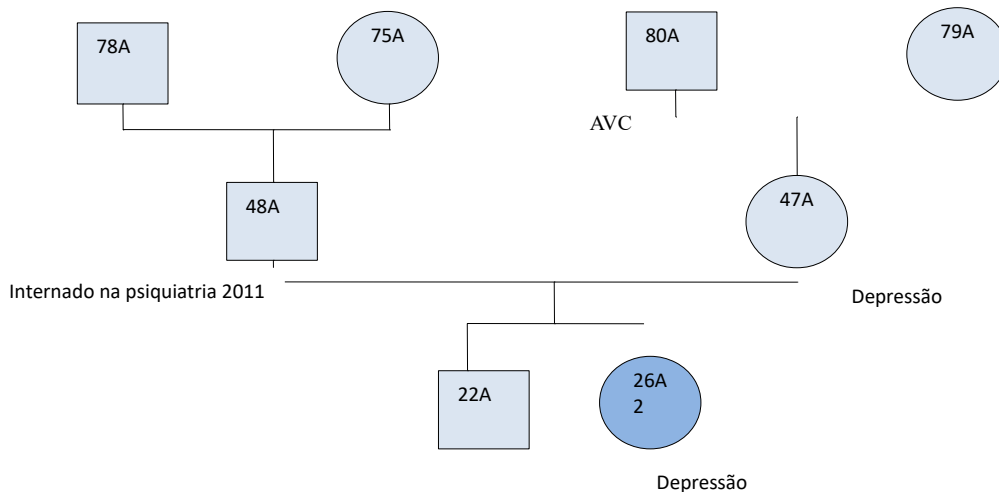 78A
75A
80A
79A
AVC
48A
47A
Internado na psiquiatria 2011
Depressão
22A
26A
2
Depressão